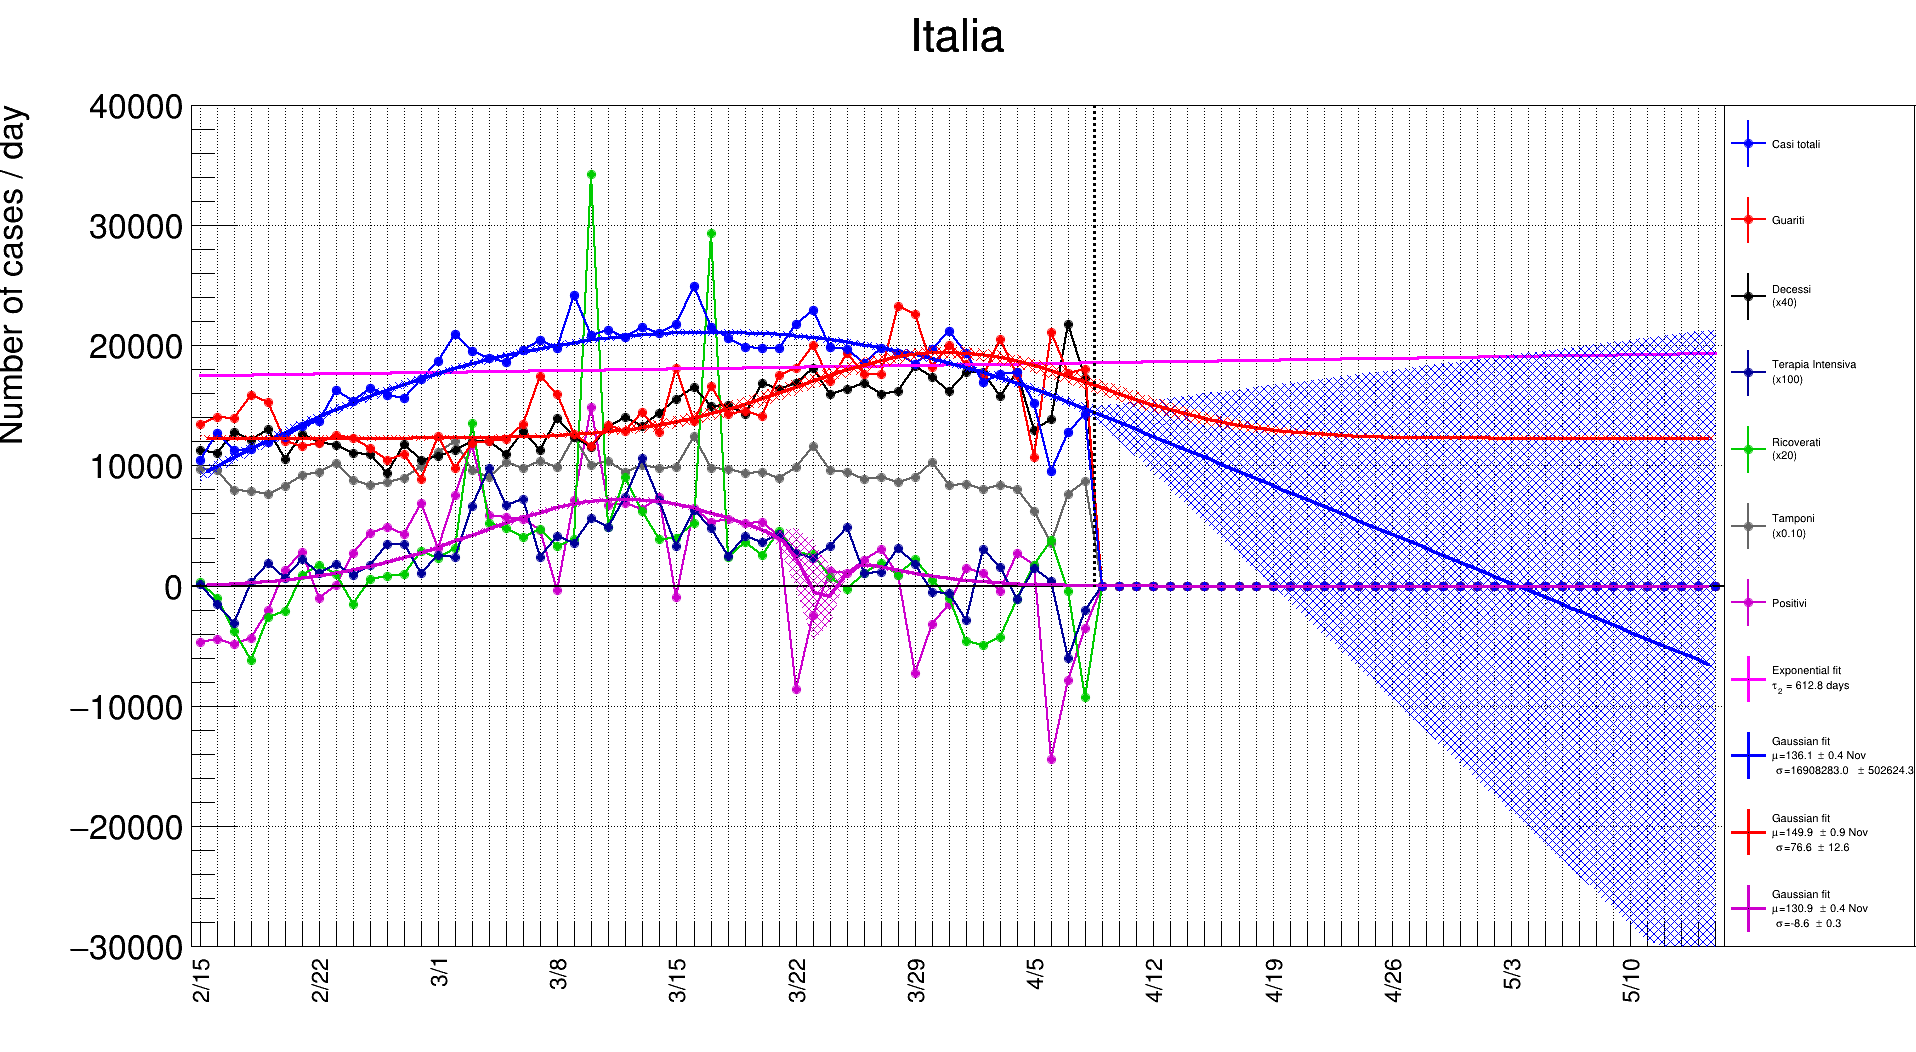 Italia
Number of cases / day
40000
30000
20000
10000
0
−10000
−20000
−30000
2/15
2/22
3/1
3/8
3/15
3/22
3/29
4/5
4/12
4/19
4/26
5/3
5/10
Casi totali
Guariti
Decessi
(x40)
Terapia Intensiva
(x100)
Ricoverati
(x20)
Tamponi
(x0.10)
Positivi
Exponential fit
τ2 = 612.8 days
Gaussian fit
μ=136.1 ± 0.4 Nov
σ=16908283.0 ± 502624.3
Gaussian fit
μ=149.9 ± 0.9 Nov
σ=76.6 ± 12.6
Gaussian fit
μ=130.9 ± 0.4 Nov
σ=-8.6 ± 0.3